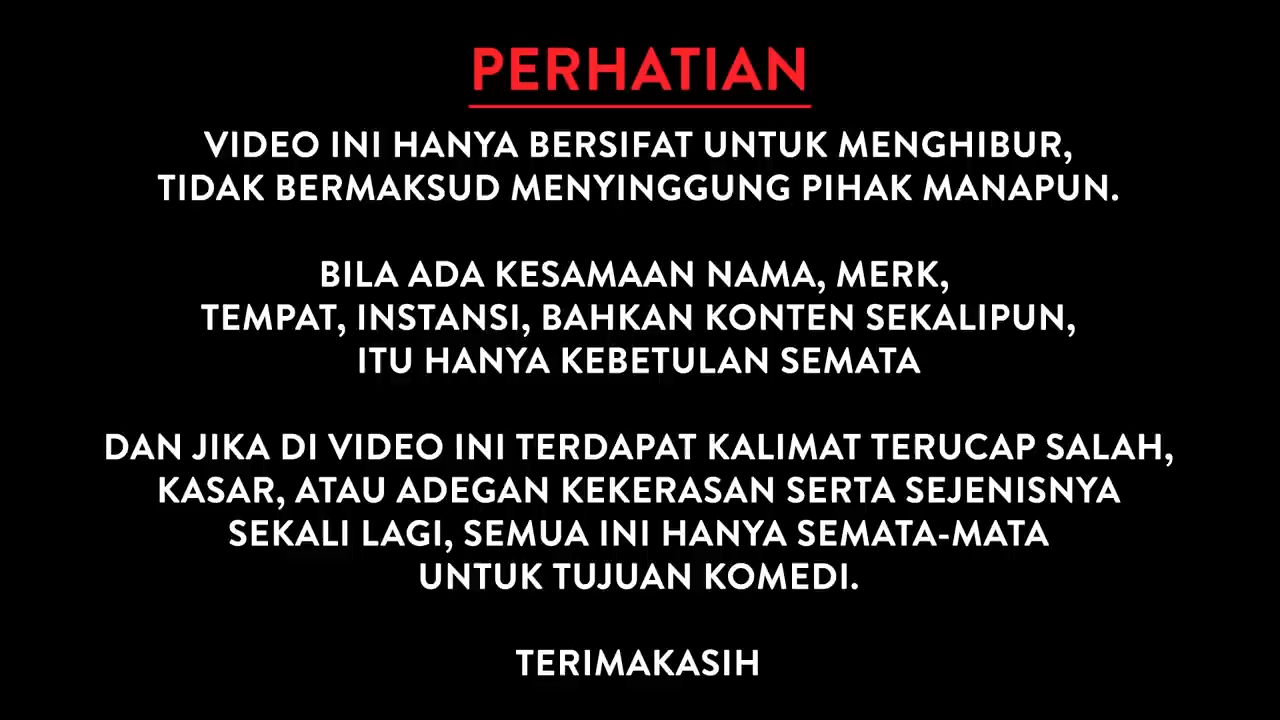 PERHATIAN
VIDEO INI HANYA BERSIFAT UNTUK MENGHIBUR,
TIDAK BERMAKSUD MENYINGGUNG PIHAK MANAPUN.
BILA ADA KESAMAAN NAMA, MERK,
TEMPAT, INSTANSI, BAHKAN KONTEN SEKALIPUN,
ITU HANYA KEBETULAN SEMATA
DAN JIKA DI VIDEO INI TERDAPAT KALIMAT TERUCAP SALAH,
KASAR, ATAU ADEGAN KEKERASAN SERTA SEJENISNYA
SEKALI LAGI, SEMUA INI HANYA SEMATA-MATA
UNTUK TUJUAN KOMEDI.
TERIMAKASIH